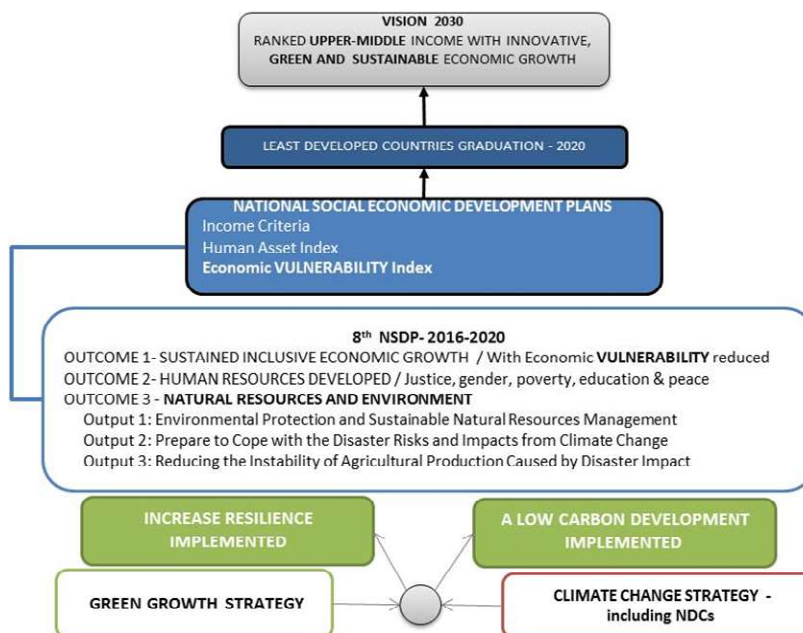 VISION 2030
RANKED UPPER-MIDDLE INCOME WITH INNOVATIVE,
GREEN AND SUSTAINABLE ECONOMIC GROWTH
LEAST DEVELOPED COUNTRIES GRADUATION - 2020
NATIONAL SOCIAL ECONOMIC DEVELOPMENT PLANS
Income Criteria
Human Asset Index
Economic VULNERABILITY Index
8th NSDP- 2016-2020
OUTCOME 1- SUSTAINED INCLUSIVE ECONOMIC GROWTH / With Economic VULNERABILITY reduced
OUTCOME 2- HUMAN RESOURCES DEVELOPED / Justice, gender, poverty, education & peace
OUTCOME 3 - NATURAL RESOURCES AND ENVIRONMENT
Output 1: Environmental Protection and Sustainable Natural Resources Management
Output 2: Prepare to Cope with the Disaster Risks and Impacts from Climate Change
Output 3: Reducing the Instability of Agricultural Production Caused by Disaster Impact
INCREASE RESILIENCE
IMPLEMENTED
A LOW CARBON DEVELOPMENT
IMPLEMENTED
GREEN GROWTH STRATEGY
CLIMATE CHANGE STRATEGY -
including NDCs